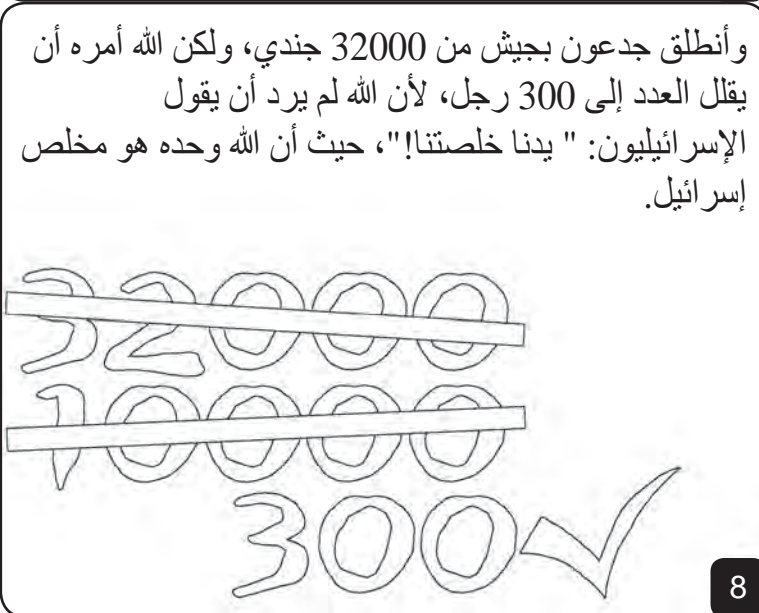 وأنطلق جدعون بجيش من 32000 جندي، ولكن الله أمره أن
يقلل العدد إلى 300 رجل، لأن الله لم يرد أن يقول
الإسرائيليون: " يدنا خلصتنا!"، حيث أن الله وحده هو مخلص
إسرائيل.
32000
10000
300
8